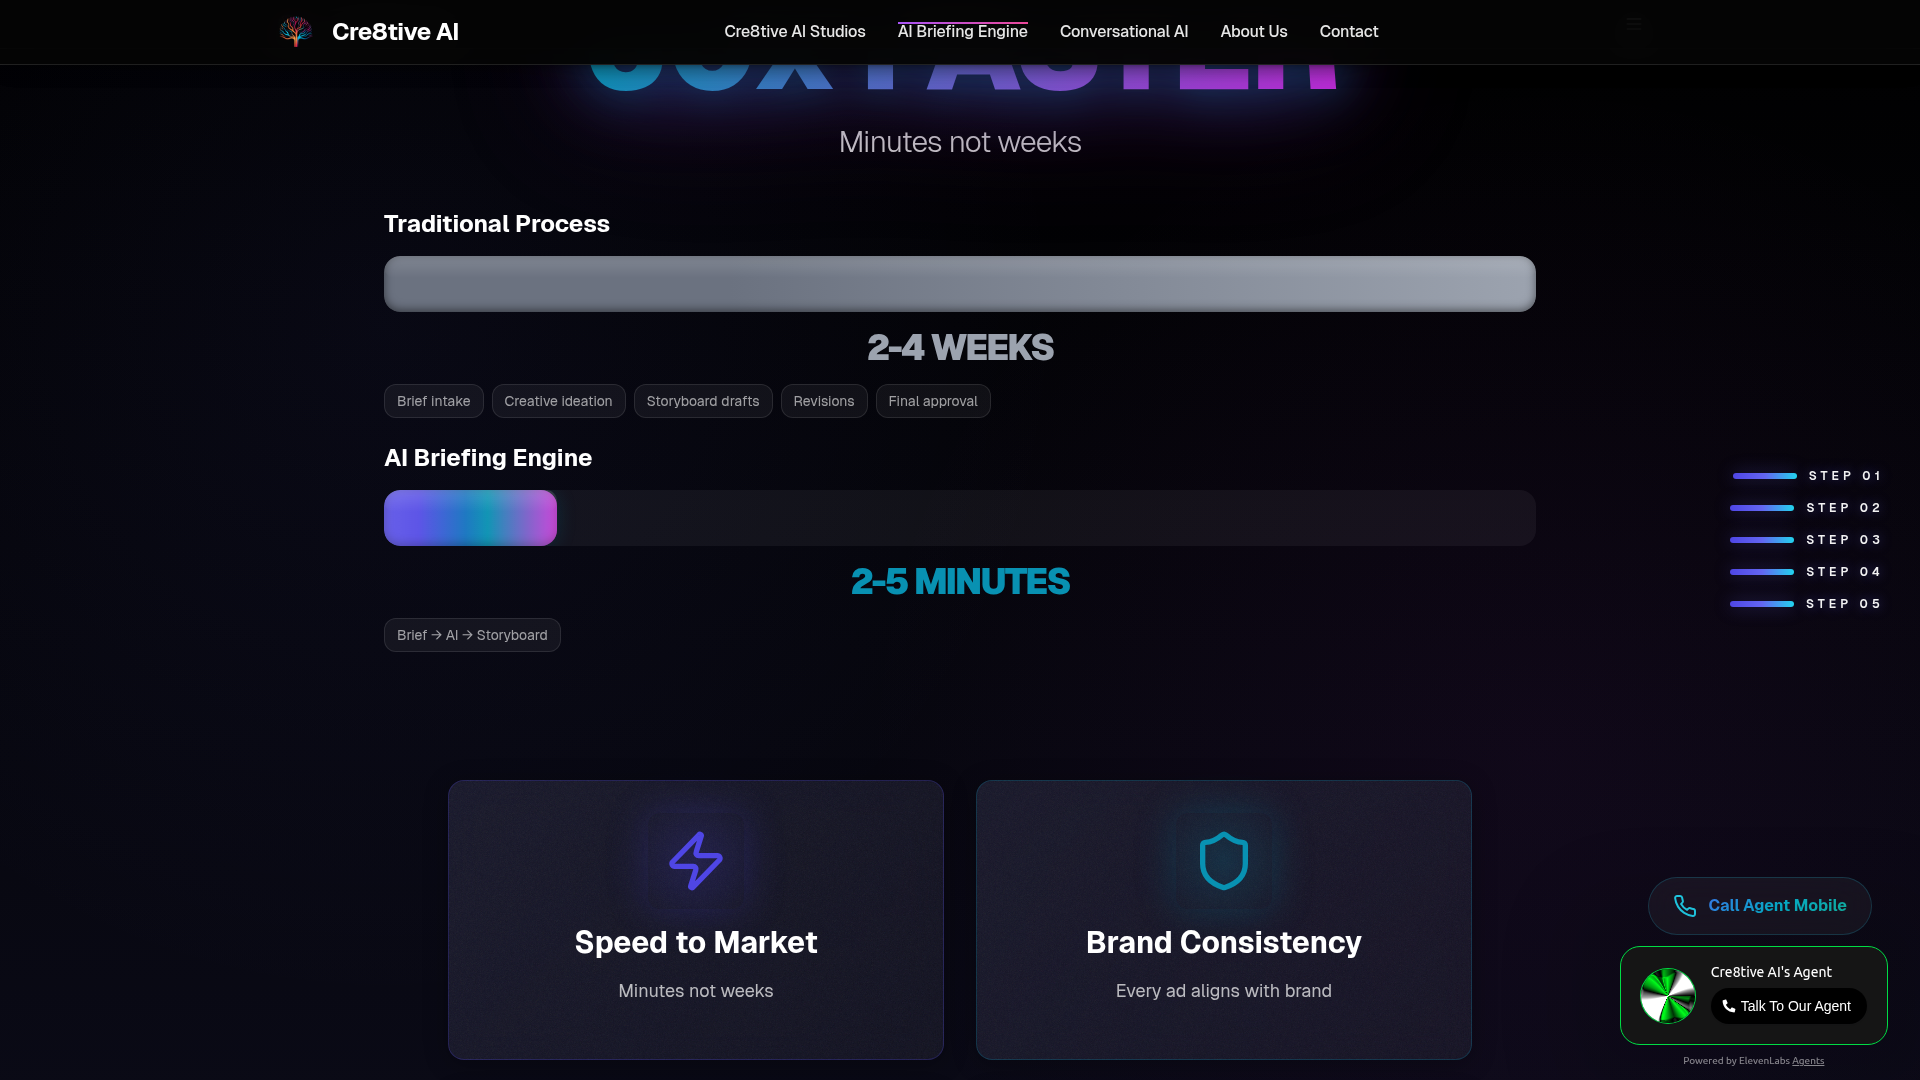 Cre8tive AI
Cre8tive AI Studios
AI Briefing Engine
Conversational AI
About Us
Contact
FASTER
Minutes not weeks
Traditional Process
2-4 WEEKS
Brief intake
Creative ideation
Storyboard drafts
Revisions
Final approval
AI Briefing Engine
2-5 MINUTES
Brief → AI → Storyboard
STEP 01
STEP 02
STEP 03
STEP 04
STEP 05
Speed to Market
Minutes not weeks
Brand Consistency
Every ad aligns with brand
Call Agent Mobile
Cre8tive AI's Agent
Talk To Our Agent
Powered by ElevenLabs Agents